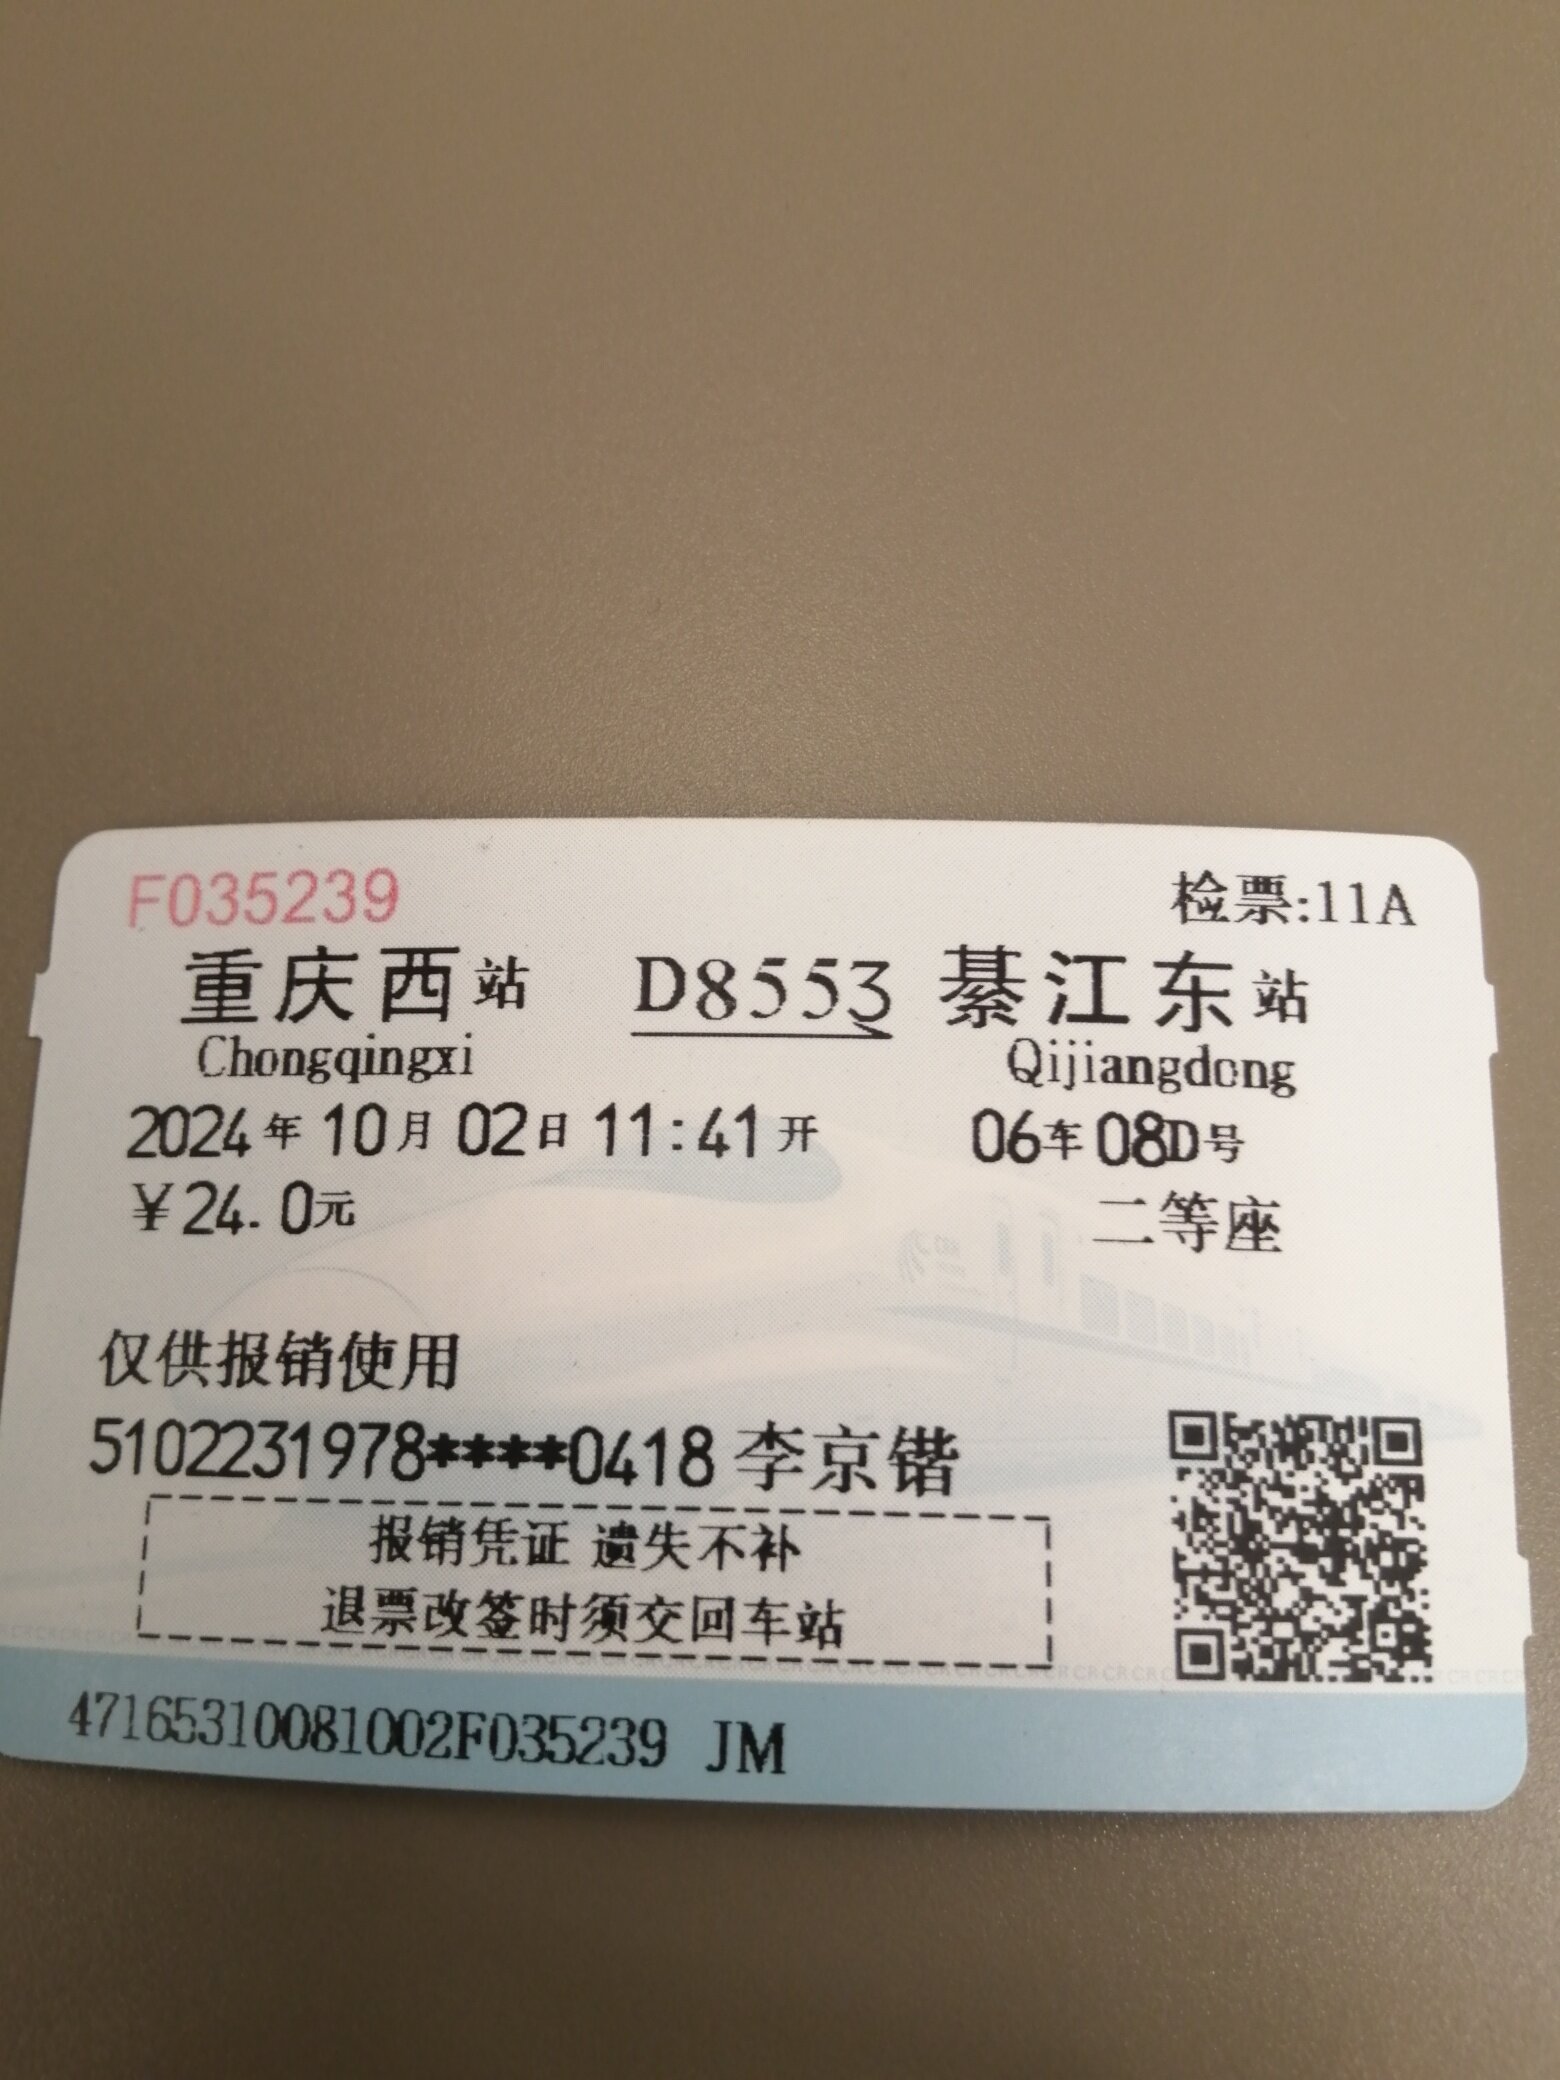 F035239 检票:11A
重庆西站 D8553 綦江东站
Chongqingxi Qijiangdong
2024年10月02日11:41开 06车08D号
¥24.0元 二等座
仅供报销使用
5102231978****0418 李京锴
报销凭证 遗失不补
退票改签时须交回车站
47165310081002F035239 JM